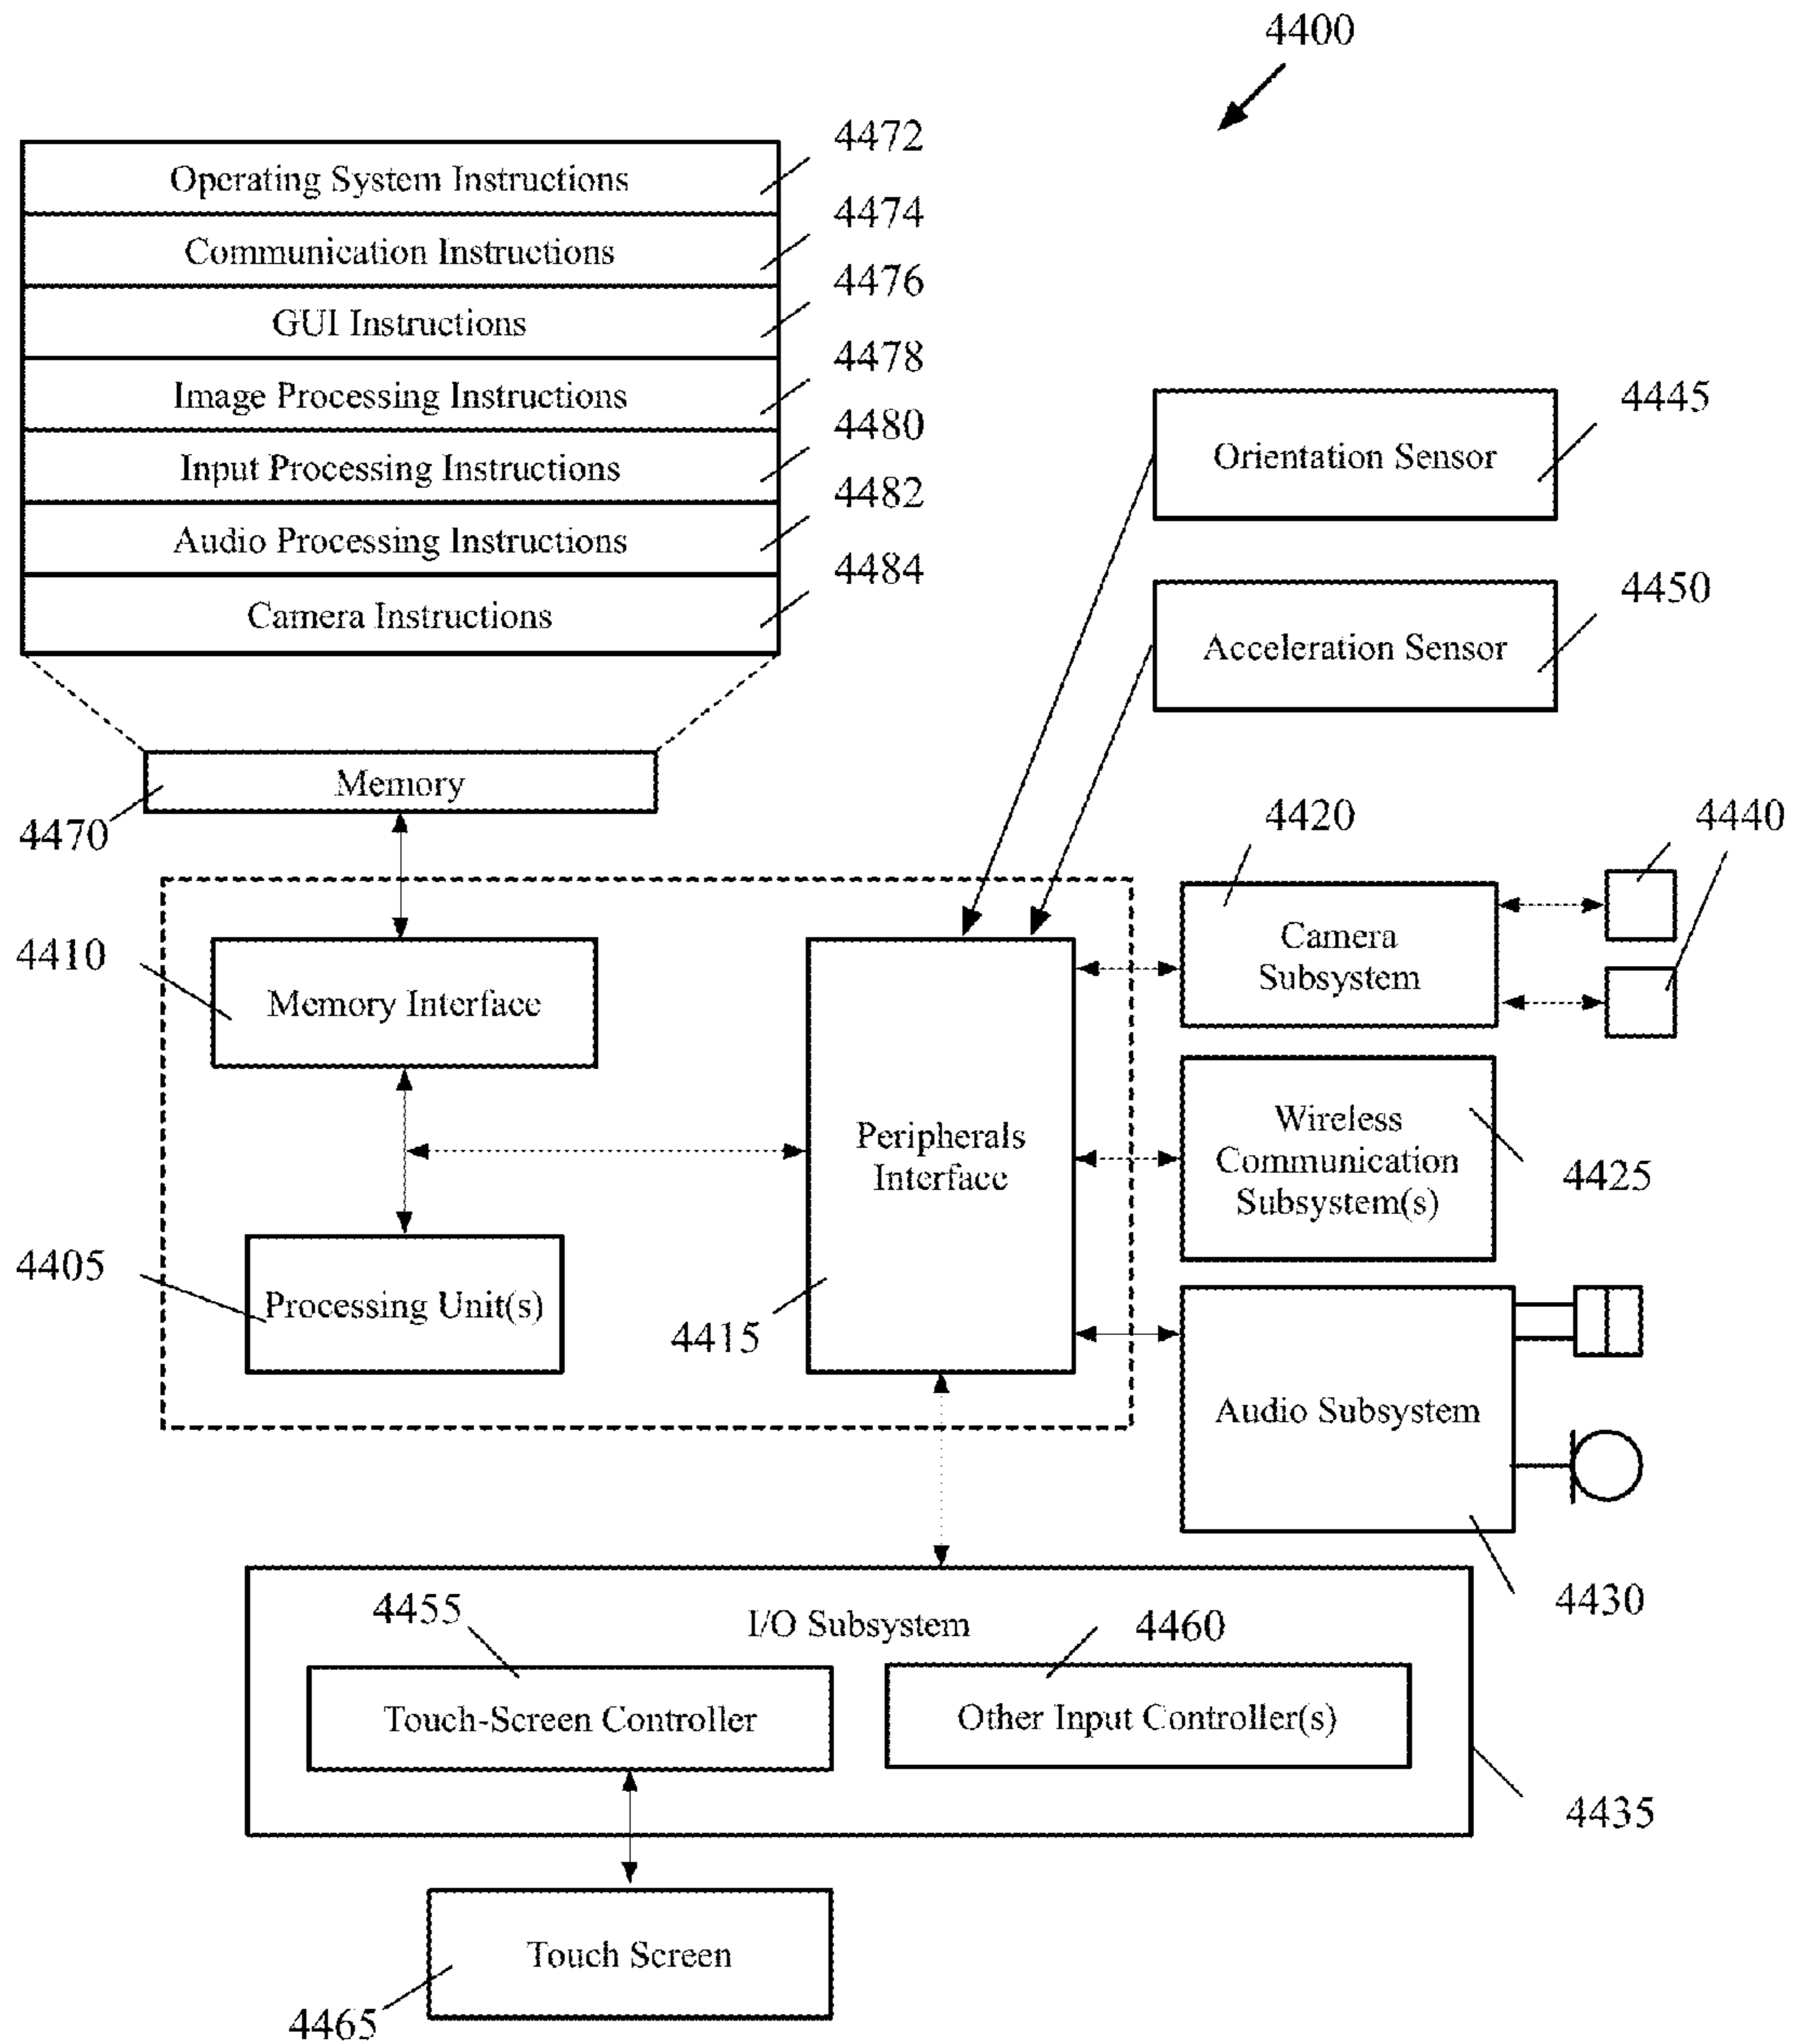 4400
4472
Operating System Instructions
4474
Communication Instructions
4476
GUI Instructions
4478
Image Processing Instructions
4480
Input Processing Instructions
4482
Audio Processing Instructions
4484
Camera Instructions
4445
Orientation Sensor
4450
Acceleration Sensor
Memory
4470
4420
4440
Camera
Subsystem
4410
Memory Interface
Peripherals
Interface
Wireless
Communication
Subsystem(s)
4425
4405
Processing Unit(s)
4415
Audio Subsystem
4430
4455
I/O Subsystem
4460
Touch-Screen Controller
Other Input Controller(s)
4435
Touch Screen
4465